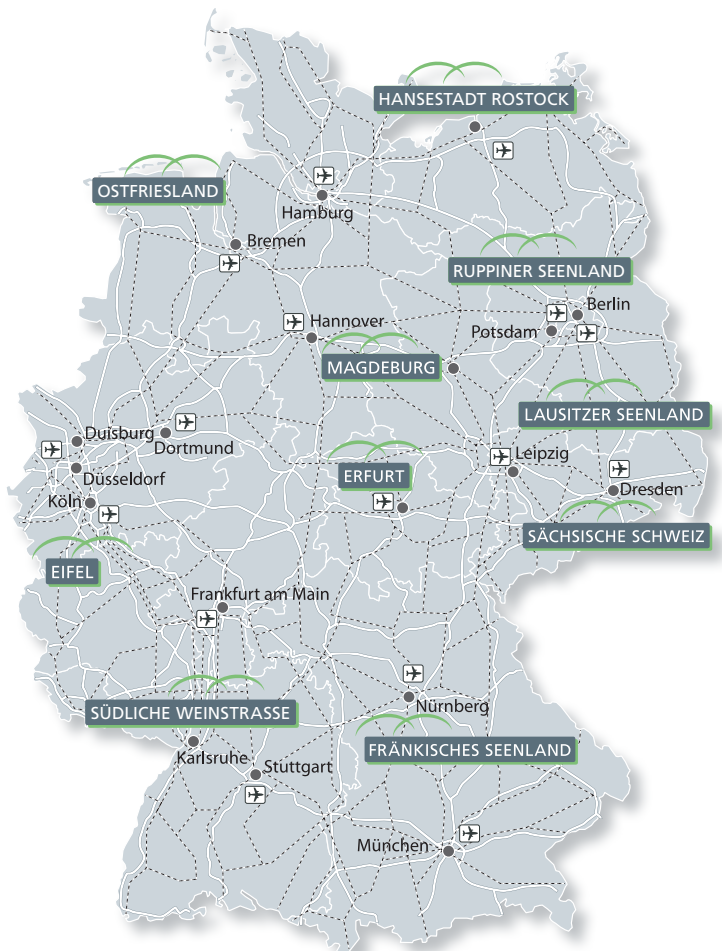 HANSESTADT ROSTOCK
OSTFRIESLAND
Hamburg
Bremen
RUPPINER SEENLAND
Berlin
Hannover
Potsdam
MAGDEBURG
LAUSITZER SEENLAND
Duisburg
Dortmund
Leipzig
Düsseldorf
ERFURT
Dresden
Köln
SÄCHSISCHE SCHWEIZ
EIFEL
Frankfurt am Main
Nürnberg
SÜDLICHE WEINSTRASSE
FRÄNKISCHES SEENLAND
Karlsruhe
Stuttgart
München